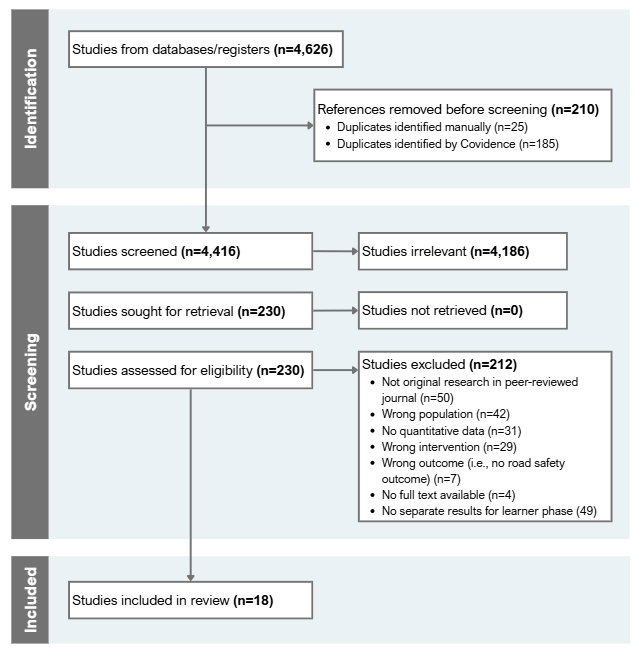 Identification
Studies from databases/registers (n=4,626)
References removed before screening (n=210)
• Duplicates identified manually (n=25)
• Duplicates identified by Covidence (n=185)
Screening
Studies screened (n=4,416)
Studies irrelevant (n=4,186)
Studies sought for retrieval (n=230)
Studies not retrieved (n=0)
Studies assessed for eligibility (n=230)
Studies excluded (n=212)
• Not original research in peer-reviewed
journal (n=50)
• Wrong population (n=42)
• No quantitative data (n=31)
• Wrong intervention (n=29)
• Wrong outcome (i.e., no road safety
outcome) (n=7)
• No full text available (n=4)
• No separate results for learner phase (49)
Included
Studies included in review (n=18)